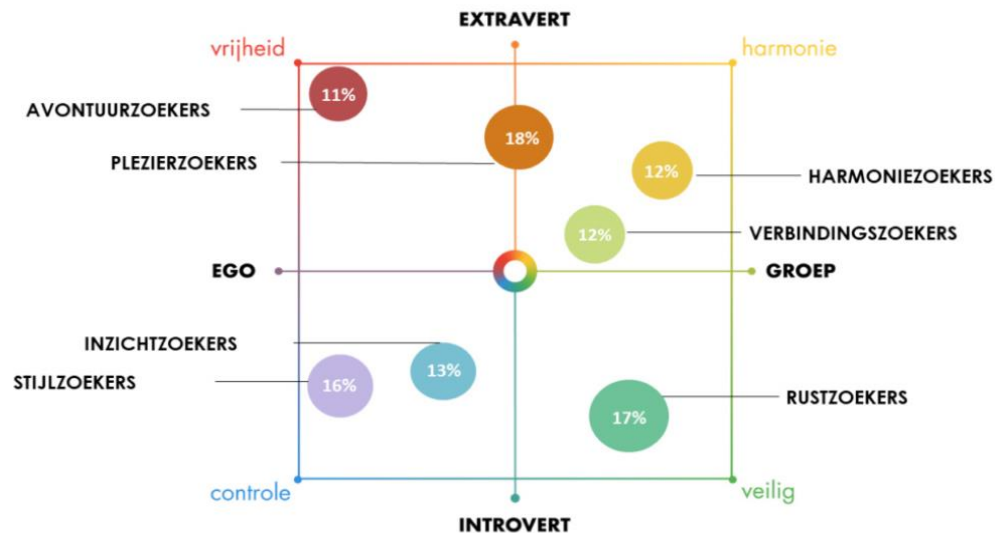 EXTRAVERT
vrijheid
harmonie
11%
AVONTUURZOEKERS
18%
PLEZIERZOEKERS
12%
HARMONIEZOEKERS
12%
VERBINDINGSZOEKERS
EGO
GROEP
INZICHTZOEKERS
13%
STIJLZOEKERS
16%
RUSTZOEKERS
17%
controle
veilig
INTROVERT